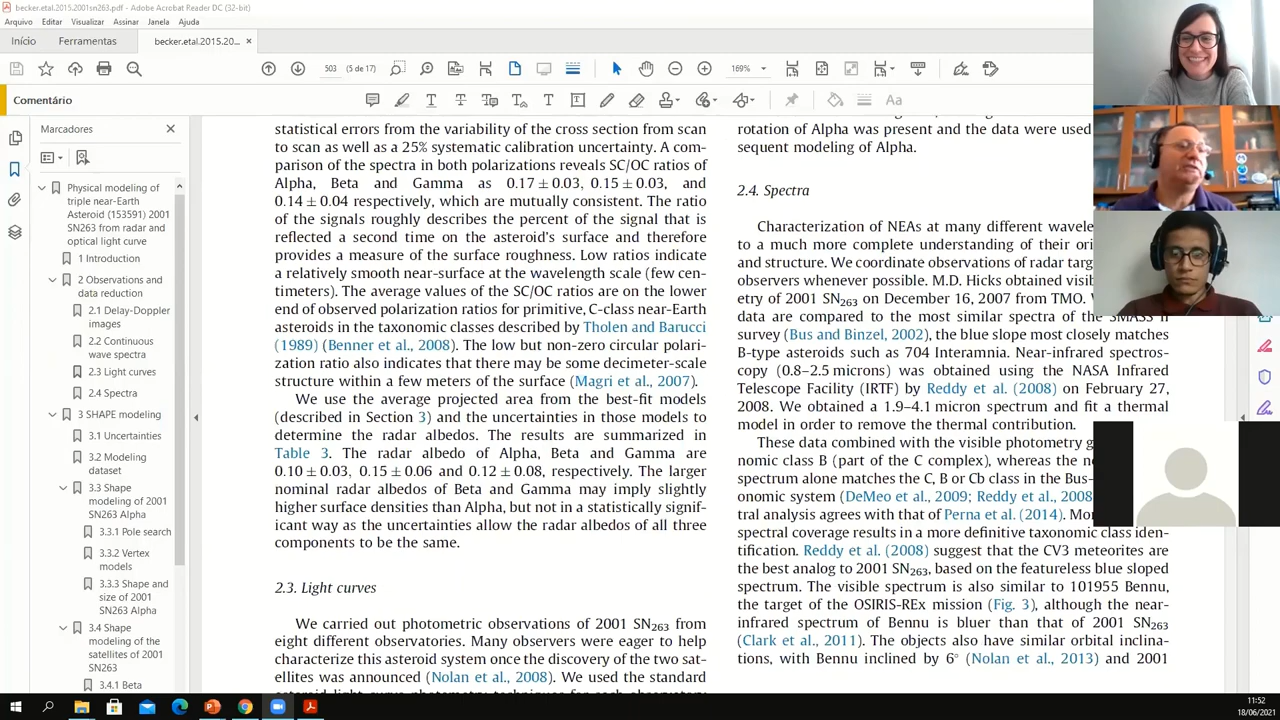 becker.etal.2015.2001sn263.pdf - Adobe Acrobat Reader DC (32-bit)
Arquivo Editar Visualizar Assinar Janela Ajuda
Início Ferramentas becker.etal.2015.20... ×
503 (5 de 17) 169%
Comentário
Aa
Marcadores
Physical modeling of
triple near-Earth
Asteroid (153591) 2001
SN263 from radar and
optical light curve
1 Introduction
2 Observations and
data reduction
2.1 Delay-Doppler
images
2.2 Continuous
wave spectra
2.3 Light curves
2.4 Spectra
3 SHAPE modeling
3.1 Uncertainties
3.2 Modeling
dataset
3.3 Shape
modeling of 2001
SN263 Alpha
3.3.1 Pole search
3.3.2 Vertex
models
3.3.3 Shape and
size of 2001
SN263 Alpha
3.4 Shape
modeling of the
satellites of 2001
SN263
3.4.1 Beta
statistical errors from the variability of the cross section from scan
to scan as well as a 25% systematic calibration uncertainty. A com-
parison of the spectra in both polarizations reveals SC/OC ratios of
Alpha, Beta and Gamma as 0.17 ± 0.03, 0.15 ± 0.03, and
0.14 ± 0.04 respectively, which are mutually consistent. The ratio
of the signals roughly describes the percent of the signal that is
reflected a second time on the asteroid's surface and therefore
provides a measure of the surface roughness. Low ratios indicate
a relatively smooth near-surface at the wavelength scale (few cen-
timeters). The average values of the SC/OC ratios are on the lower
end of observed polarization ratios for primitive, C-class near-Earth
asteroids in the taxonomic classes described by Tholen and Barucci
(1989) (Benner et al., 2008). The low but non-zero circular polari-
zation ratio also indicates that there may be some decimeter-scale
structure within a few meters of the surface (Magri et al., 2007).
We use the average projected area from the best-fit models
(described in Section 3) and the uncertainties in those models to
determine the radar albedos. The results are summarized in
Table 3. The radar albedo of Alpha, Beta and Gamma are
0.10 ± 0.03, 0.15 ± 0.06 and 0.12 ± 0.08, respectively. The larger
nominal radar albedos of Beta and Gamma may imply slightly
higher surface densities than Alpha, but not in a statistically signif-
icant way as the uncertainties allow the radar albedos of all three
components to be the same.
2.3. Light curves
We carried out photometric observations of 2001 SN263 from
eight different observatories. Many observers were eager to help
characterize this asteroid system once the discovery of the two sat-
ellites was announced (Nolan et al., 2008). We used the standard
rotation of Alpha was present and the data were used
sequent modeling of Alpha.
2.4. Spectra
Characterization of NEAs at many different wavele
to a much more complete understanding of their ori
and structure. We coordinate observations of radar targ
observers whenever possible. M.D. Hicks obtained visib
etry of 2001 SN263 on December 16, 2007 from TMO.
data are compared to the most similar spectra of the SMASS II
survey (Bus and Binzel, 2002), the blue slope most closely matches
B-type asteroids such as 704 Interamnia. Near-infrared spectros-
copy (0.8–2.5 microns) was obtained using the NASA Infrared
Telescope Facility (IRTF) by Reddy et al. (2008) on February 27,
2008. We obtained a 1.9–4.1 micron spectrum and fit a thermal
model in order to remove the thermal contribution.
These data combined with the visible photometry g
nomic class B (part of the C complex), whereas the ne
spectrum alone matches the C, B or Cb class in the Bus-
onomic system (DeMeo et al., 2009; Reddy et al., 2008
tral analysis agrees with that of Perna et al. (2014). Mor
spectral coverage results in a more definitive taxonomic class iden-
tification. Reddy et al. (2008) suggest that the CV3 meteorites are
the best analog to 2001 SN263, based on the featureless blue sloped
spectrum. The visible spectrum is also similar to 101955 Bennu,
the target of the OSIRIS-REx mission (Fig. 3), although the near-
infrared spectrum of Bennu is bluer than that of 2001 SN263
(Clark et al., 2011). The objects also have similar orbital inclina-
tions, with Bennu inclined by 6° (Nolan et al., 2013) and 2001
11:52
18/06/2021